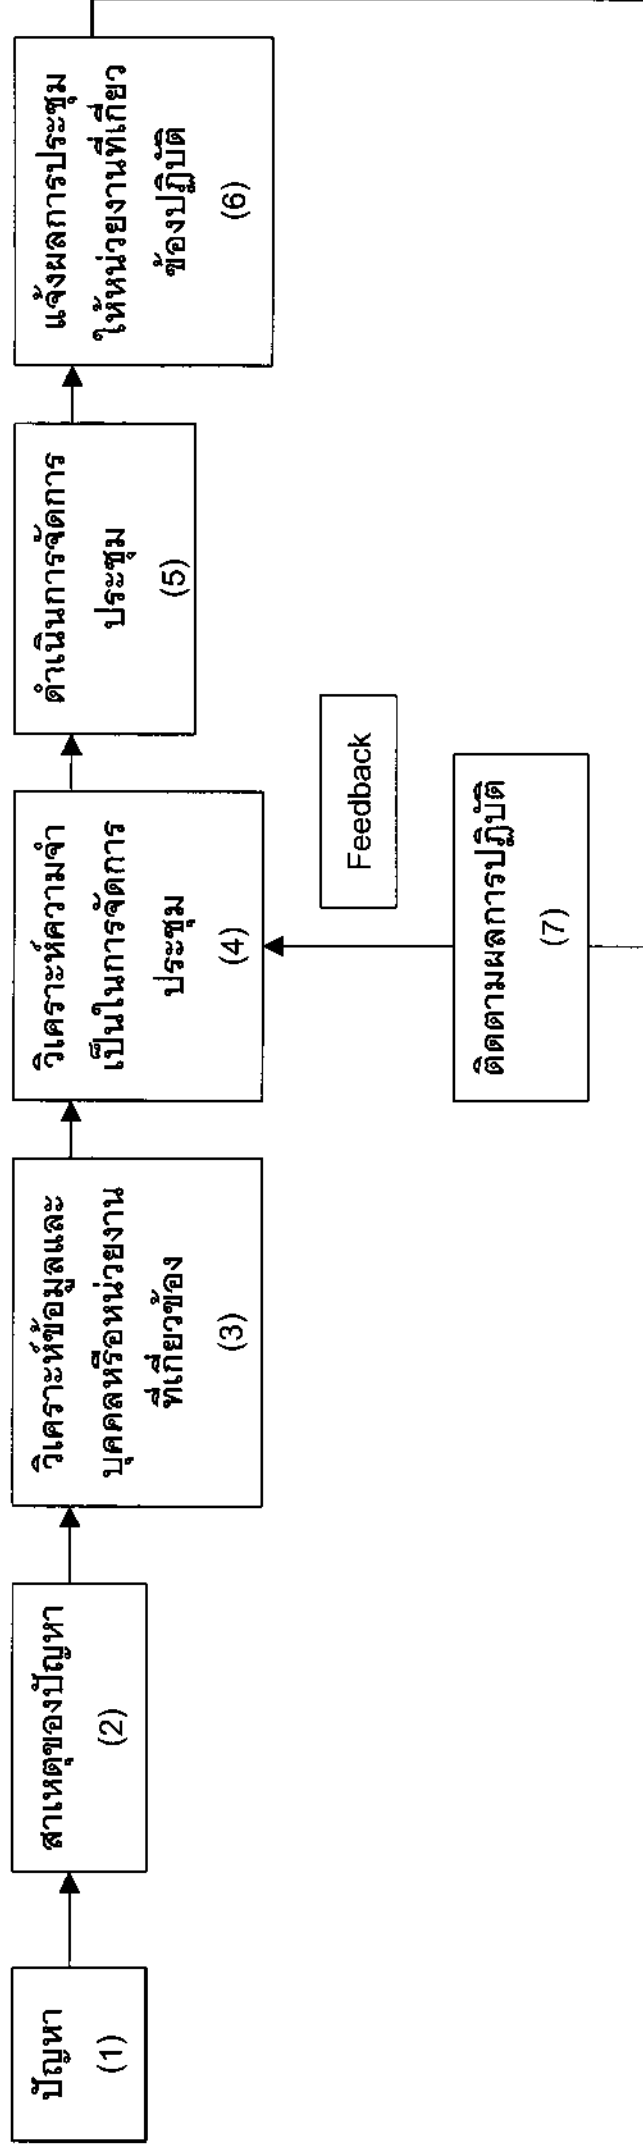 ปัญหา
(1)
สาเหตุของปัญหา
(2)
วิเคราะห์ข้อมูลและ
บุคคลหรือหน่วยงาน
ที่เกี่ยวข้อง
(3)
วิเคราะห์ความจำ
เป็นในการจัดการ
ประชุม
(4)
ดำเนินการจัดการ
ประชุม
(5)
แจ้งผลการประชุม
ให้หน่วยงานที่เกี่ยว
ข้องปฏิบัติ
(6)
Feedback
ติดตามผลการปฏิบัติ
(7)